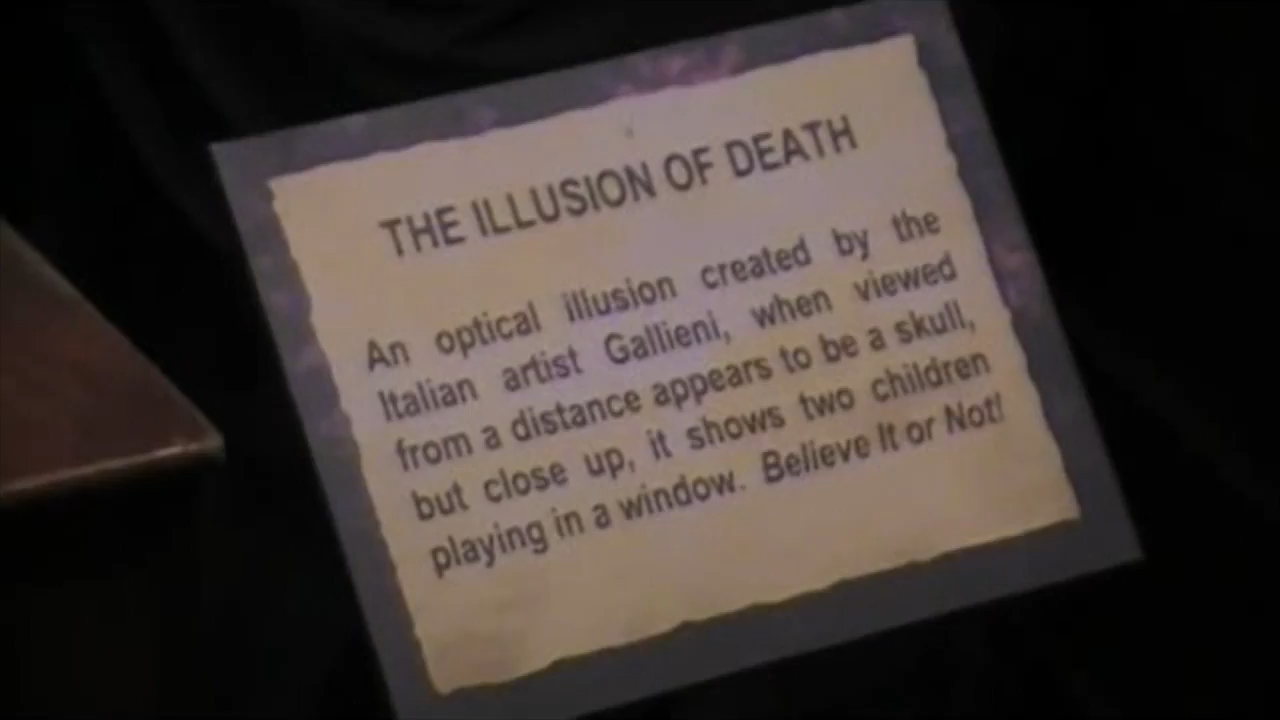 THE ILLUSION OF DEATH
An optical illusion created by the
Italian artist Gallieni, when viewed
from a distance appears to be a skull,
but close up, it shows two children
playing in a window. Believe It or Not!